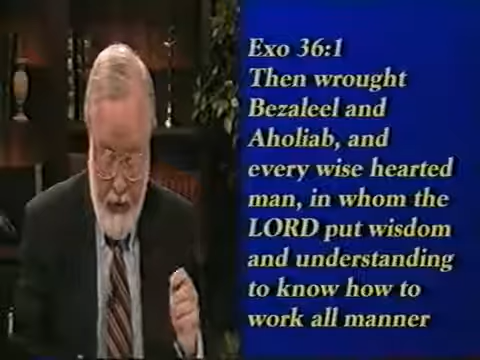 Exo 36:1
Then wrought
Bezaleel and
Aholiab, and
every wise hearted
man, in whom the
LORD put wisdom
and understanding
to know how to
work all manner